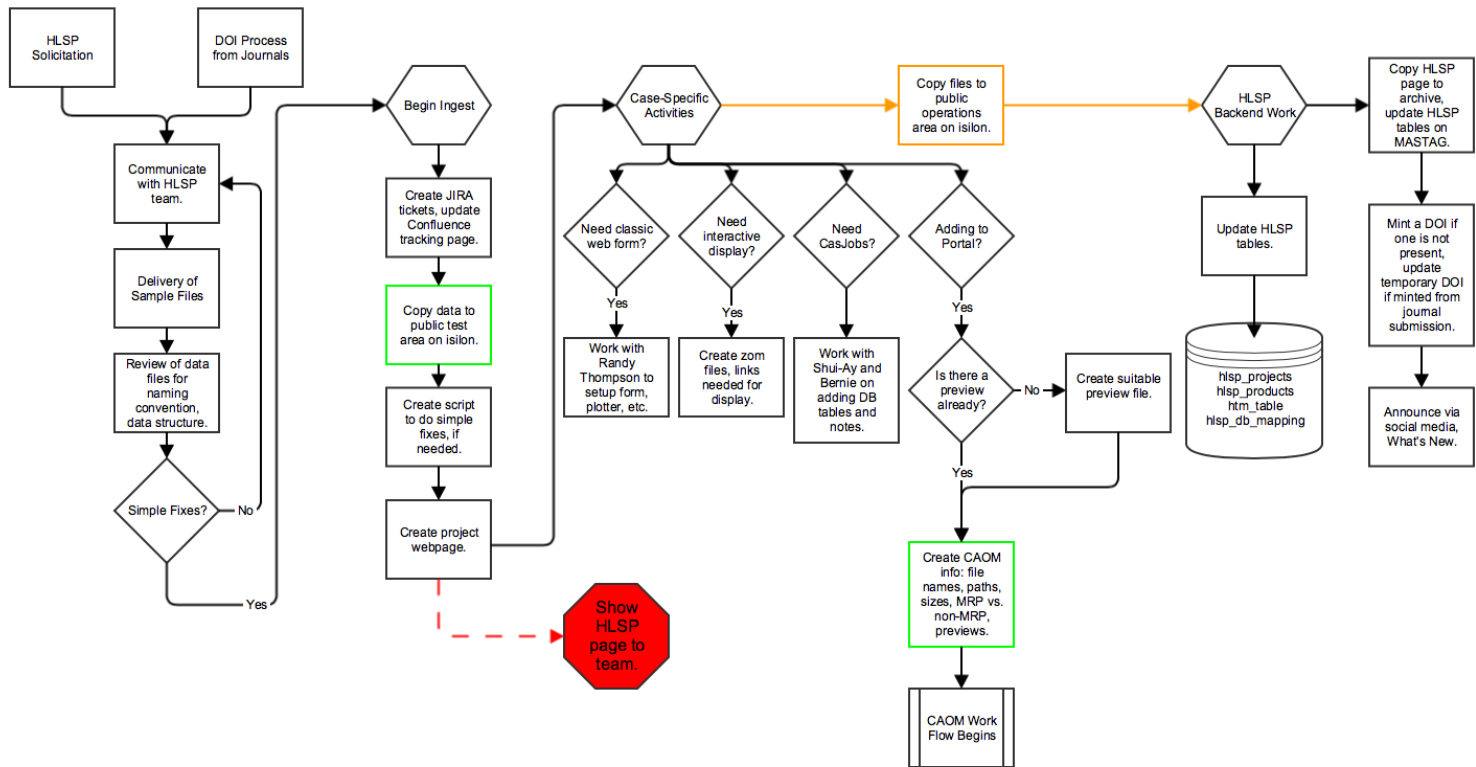 HLSP
Solicitation
DOI Process
from Journals
Communicate
with HLSP
team.
Delivery of
Sample Files
Review of data
files for
naming
convention,
data structure.
Simple Fixes?
No
Yes
Begin Ingest
Create JIRA
tickets, update
Confluence
tracking page.
Copy data to
public test
area on isilon.
Create script
to do simple
fixes, if
needed.
Create project
webpage.
Show
HLSP
page to
team.
Case-Specific
Activities
Need classic
web form?
Yes
Work with
Randy
Thompson to
setup form,
plotter, etc.
Need
interactive
display?
Yes
Create zom
files, links
needed for
display.
Need
CasJobs?
Work with
Shui-Ay and
Bernie on
adding DB
tables and
notes.
Adding to
Portal?
Yes
Is there a
preview
already?
No
Create suitable
preview file.
Yes
Create CAOM
info: file
names, paths,
sizes, MRP vs.
non-MRP,
previews.
CAOM Work
Flow Begins
Copy files to
public
operations
area on isilon.
HLSP
Backend Work
Update HLSP
tables.
hlsp_projects
hlsp_products
htm_table
hlsp_db_mapping
Copy HLSP
page to
archive,
update HLSP
tables on
MASTAG.
Mint a DOI if
one is not
present,
update
temporary DOI
if minted from
journal
submission.
Announce via
social media,
What's New.